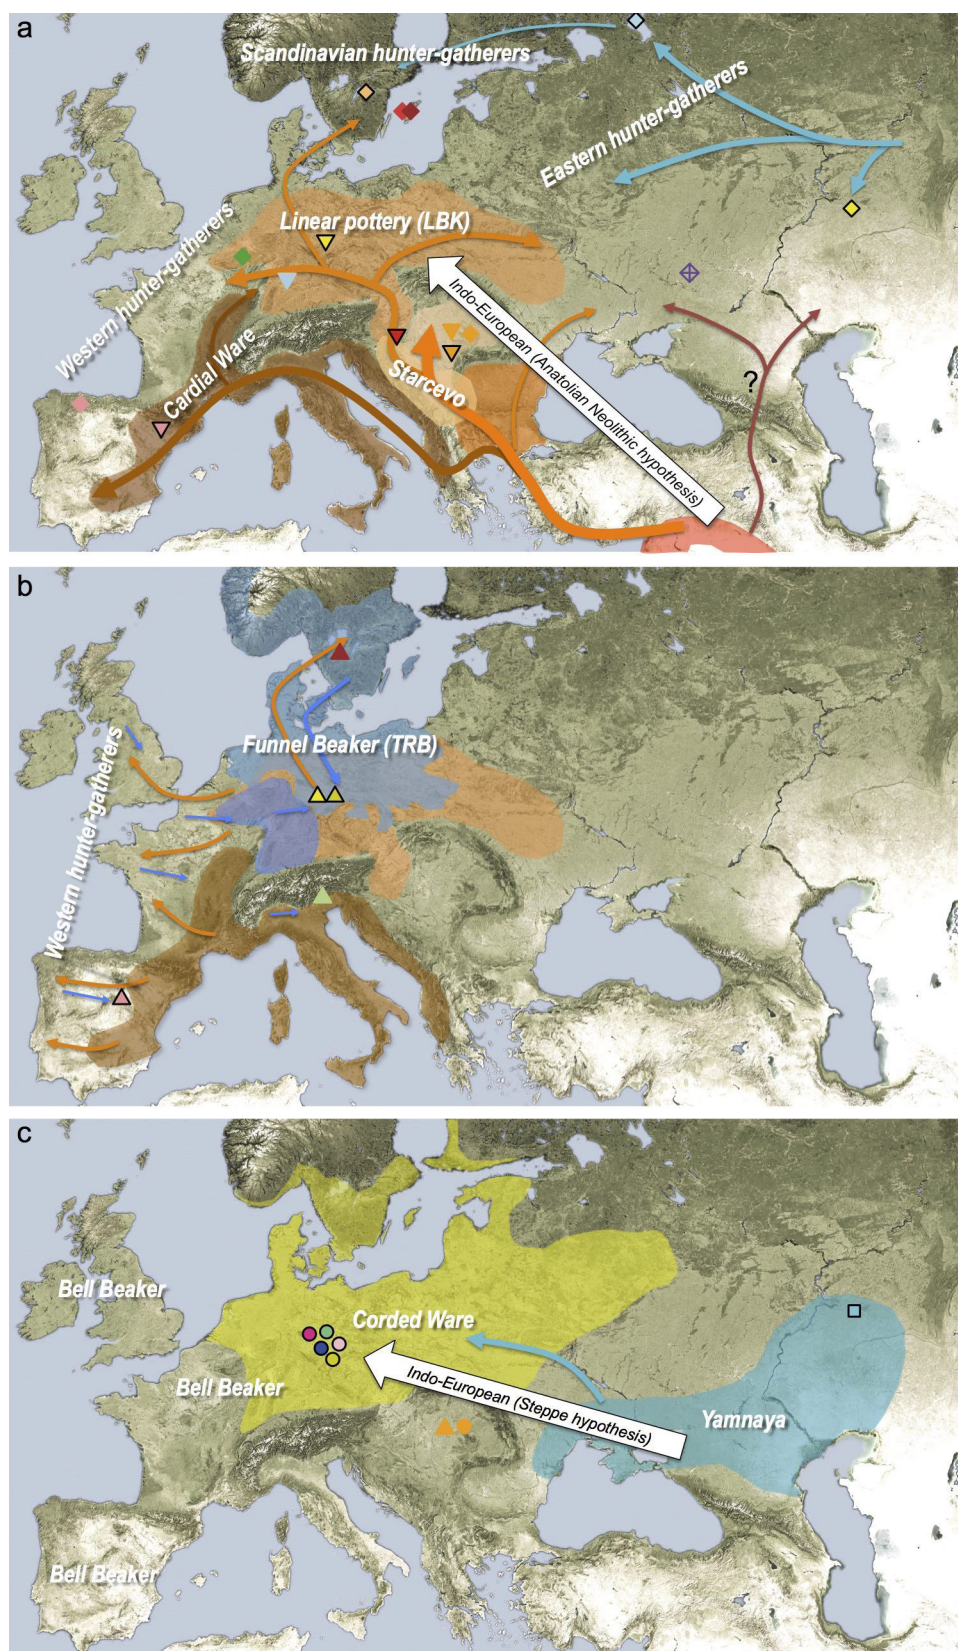 a
Scandinavian hunter-gatherers
Eastern hunter-gatherers
Linear pottery (LBK)
Western hunter-gatherers
Indo-European (Anatolian Neolithic hypothesis)
Cardial Ware
Starcevo
?
b
Funnel Beaker (TRB)
Western hunter-gatherers
c
Bell Beaker
Corded Ware
Bell Beaker
Indo-European (Steppe hypothesis)
Yamnaya
Bell Beaker